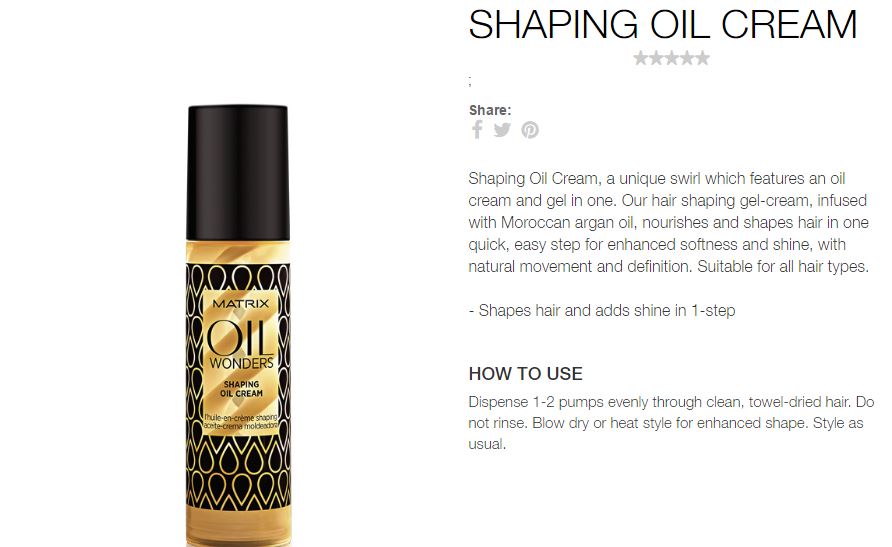 SHAPING OIL CREAM
;
Share:
Shaping Oil Cream, a unique swirl which features an oil
cream and gel in one. Our hair shaping gel-cream, infused
with Moroccan argan oil, nourishes and shapes hair in one
quick, easy step for enhanced softness and shine, with
natural movement and definition. Suitable for all hair types.
- Shapes hair and adds shine in 1-step
HOW TO USE
Dispense 1-2 pumps evenly through clean, towel-dried hair. Do
not rinse. Blow dry or heat style for enhanced shape. Style as
usual.
MATRIX
OIL
WONDERS
SHAPING
OIL CREAM
l'huile-en-crème shaping
aceite-crema moldeadora